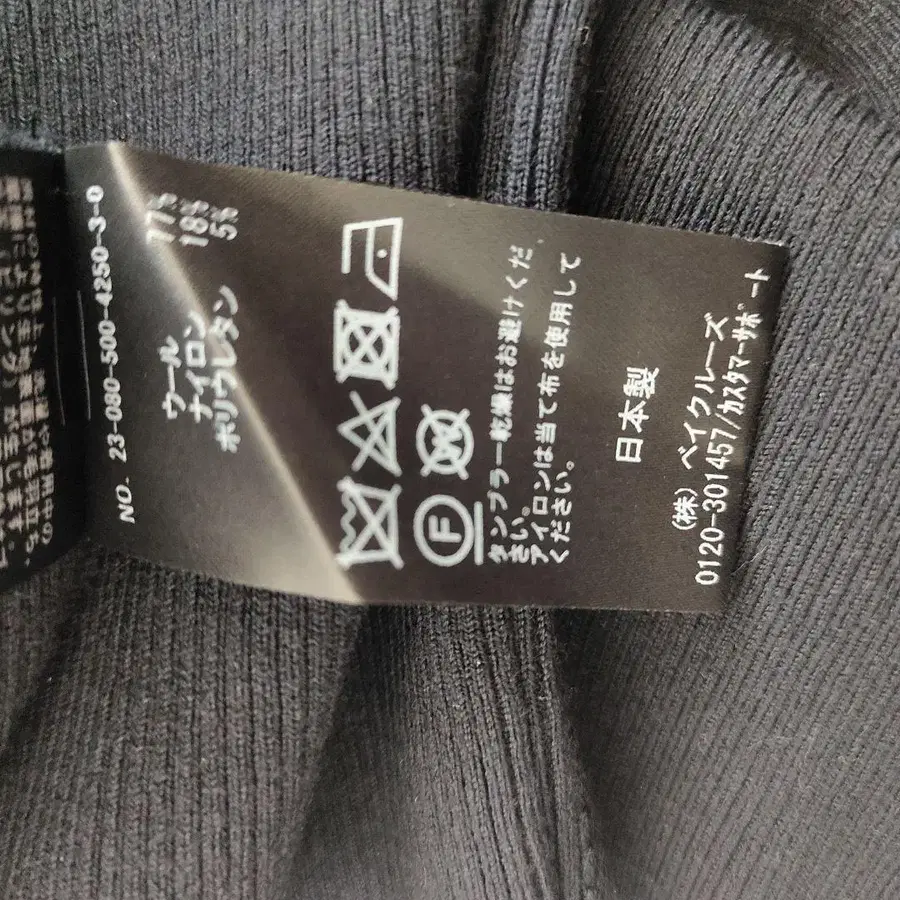 NO. 23-080-500-4250-3-0
ウール 77%
ナイロン 18%
ポリウレタン 5%
F
W
タンブラー乾燥はお避けくだ
さい。
アイロンは当て布を使用して
ください。
日本製
(株) ベイクルーズ
0120-301457/カスタマーサポート